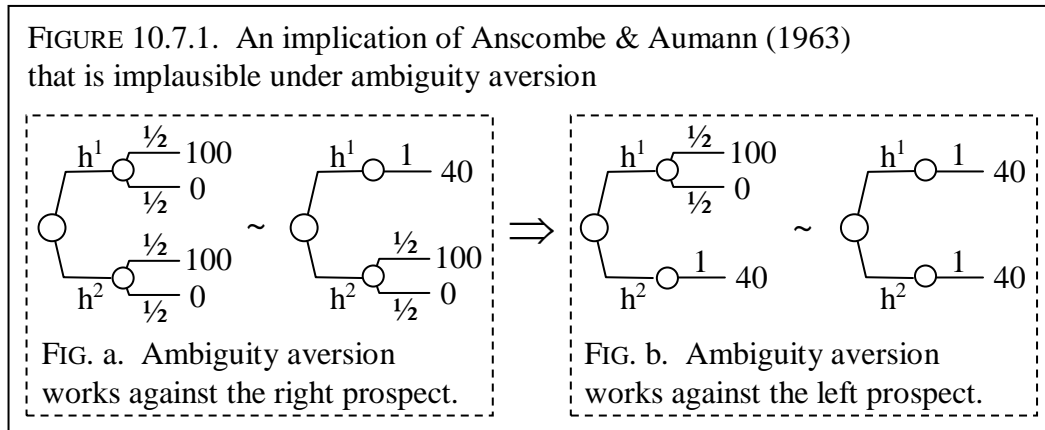 FIGURE 10.7.1. An implication of Anscombe & Aumann (1963)
that is implausible under ambiguity aversion
h¹ ½ 100
½ 0
h² ½ 100
½ 0
~
h¹ 1 40
h² ½ 100
½ 0
⇒
h¹ ½ 100
½ 0
h² 1 40
~
h¹ 1 40
h² 1 40
FIG. a. Ambiguity aversion
works against the right prospect.
FIG. b. Ambiguity aversion
works against the left prospect.